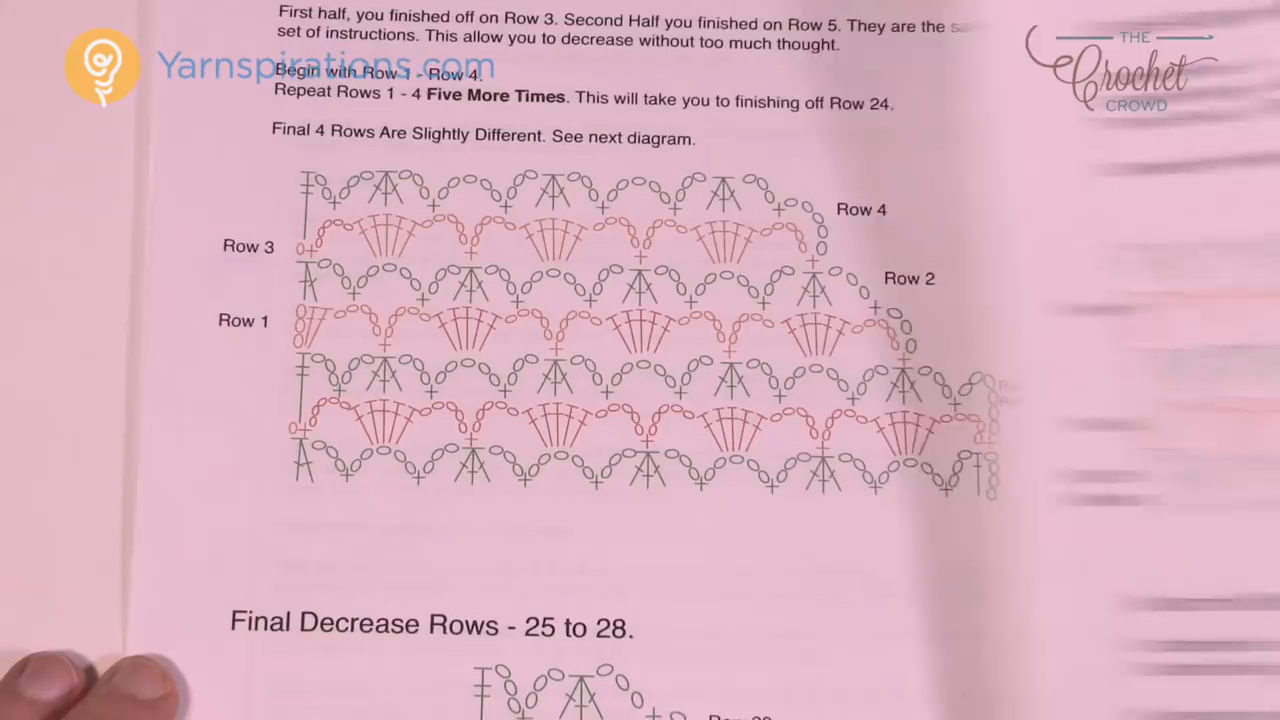 First half, you finished off on Row 3. Second Half you finished on Row 5. They are the
set of instructions. This allow you to decrease without too much thought.
Yarnspirations.com
THE
Crochet
CROWD
Begin with Row 1 - Row 4.
Repeat Rows 1 - 4 Five More Times. This will take you to finishing off Row 24.
Final 4 Rows Are Slightly Different. See next diagram.
Row 4
Row 3
Row 2
Row 1
Final Decrease Rows - 25 to 28.